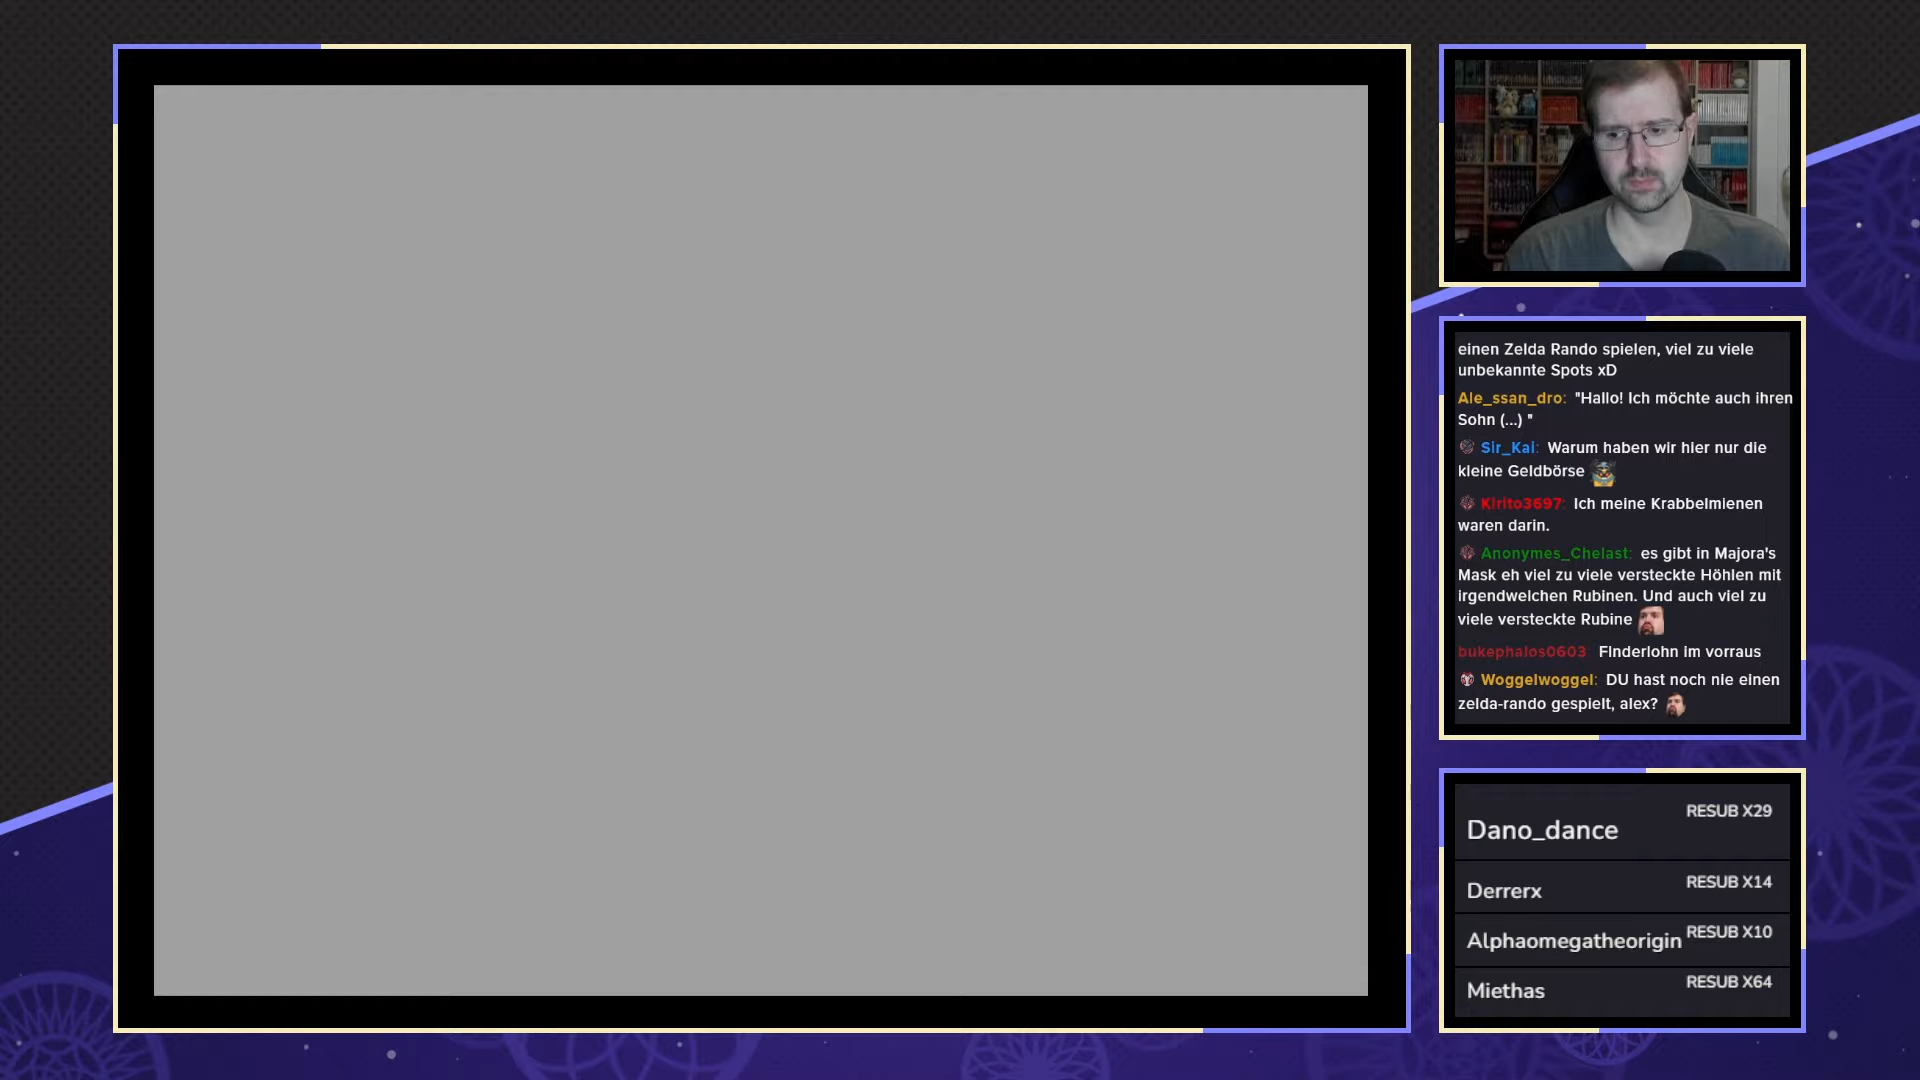 einen Zelda Rando spielen, viel zu viele
unbekannte Spots xD
Ale_ssan_dro: "Hallo! Ich möchte auch ihren
Sohn (...) "
Sir_Kai: Warum haben wir hier nur die
kleine Geldbörse
Kirito3697: Ich meine Krabbelmienen
waren darin.
Anonymes_Chelast: es gibt in Majora's
Mask eh viel zu viele versteckte Höhlen mit
irgendwelchen Rubinen. Und auch viel zu
viele versteckte Rubine
bukephalos0603: Finderlohn im vorraus
Woggelwoggel: DU hast noch nie einen
zelda-rando gespielt, alex?
Dano_dance RESUB X29
Derrerx RESUB X14
Alphaomegatheorigin RESUB X10
Miethas RESUB X64